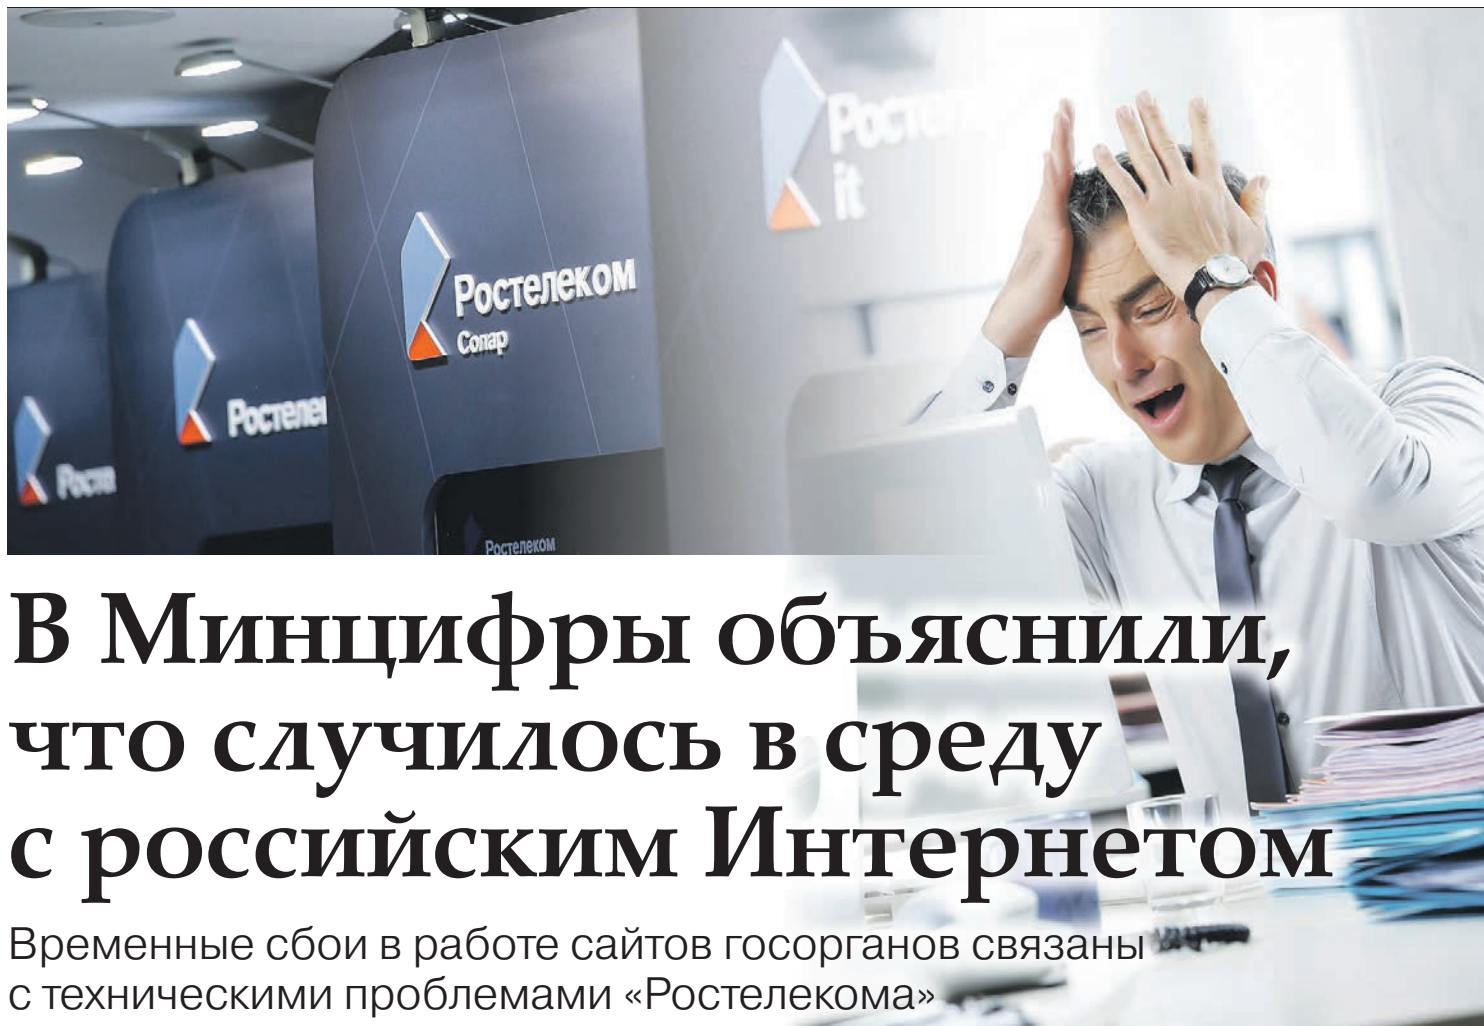 Ростелеком
it
Ростелеком
Солар
Ростелеком
В Минцифры объяснили,
что случилось в среду
с российским Интернетом
Временные сбои в работе сайтов госорганов связаны
с техническими проблемами «Ростелекома»